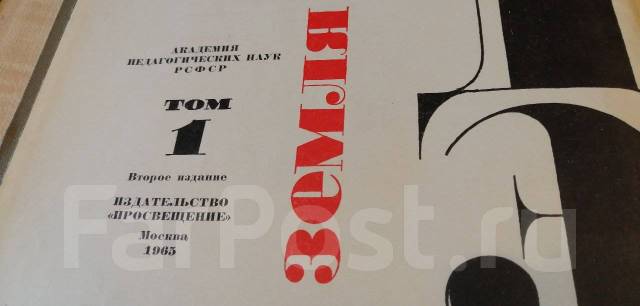 АКАДЕМИЯ
ПЕДАГОГИЧЕСКИХ НАУК
РСФСР
ТОМ
1
Второе издание
ИЗДАТЕЛЬСТВО
«ПРОСВЕЩЕНИЕ»
Москва
1965
ЗЕМЛЯ
FarPost.ru